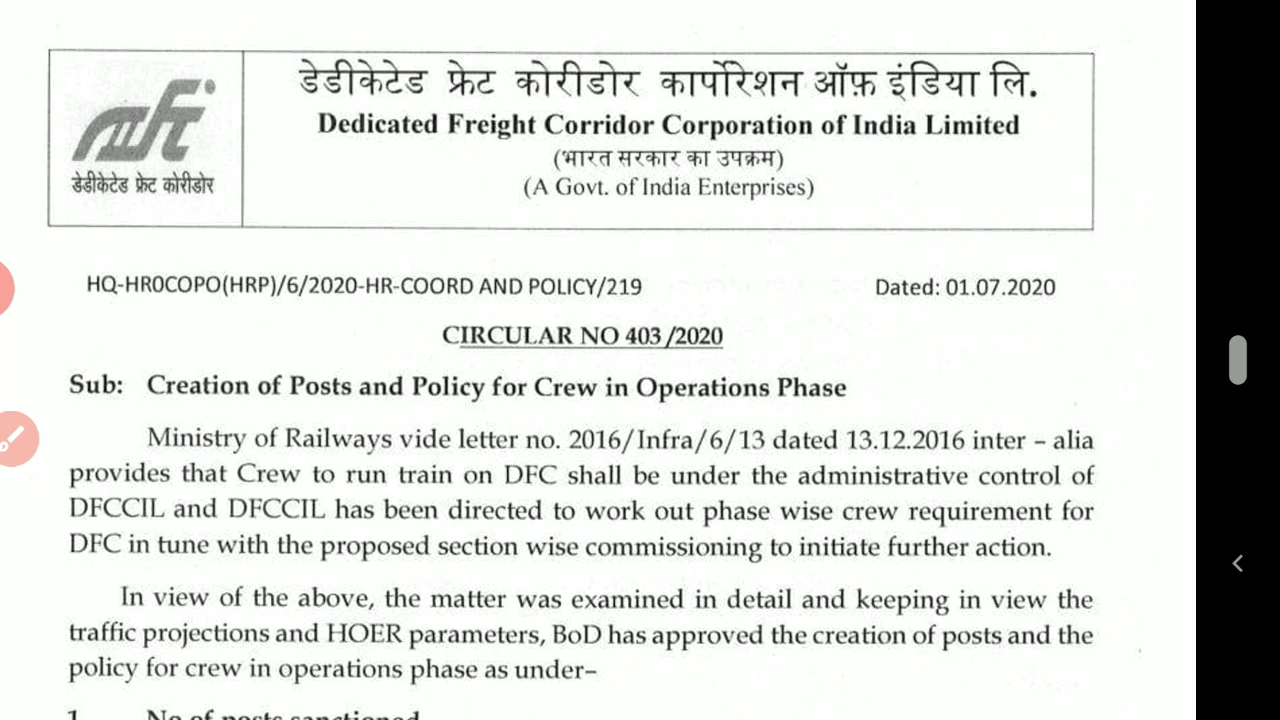 डेडीकेटेड फ्रेट कोरीडोर कार्पोरेशन ऑफ़ इंडिया लि.
Dedicated Freight Corridor Corporation of India Limited
(भारत सरकार का उपक्रम)
(A Govt. of India Enterprises)
डेडीकेटेड फ्रेट कोरीडोर
HQ-HR0COPO(HRP)/6/2020-HR-COORD AND POLICY/219 Dated: 01.07.2020
CIRCULAR NO 403 /2020
Sub: Creation of Posts and Policy for Crew in Operations Phase
Ministry of Railways vide letter no. 2016/Infra/6/13 dated 13.12.2016 inter – alia
provides that Crew to run train on DFC shall be under the administrative control of
DFCCIL and DFCCIL has been directed to work out phase wise crew requirement for
DFC in tune with the proposed section wise commissioning to initiate further action.
In view of the above, the matter was examined in detail and keeping in view the
traffic projections and HOER parameters, BoD has approved the creation of posts and the
policy for crew in operations phase as under–
1 No of posts sanctioned